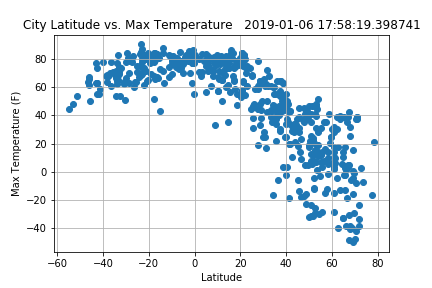 City Latitude vs. Max Temperature   2019-01-06 17:58:19.398741
80
60
40
20
0
−20
−40
Max Temperature (F)
−60 −40 −20 0 20 40 60 80
Latitude